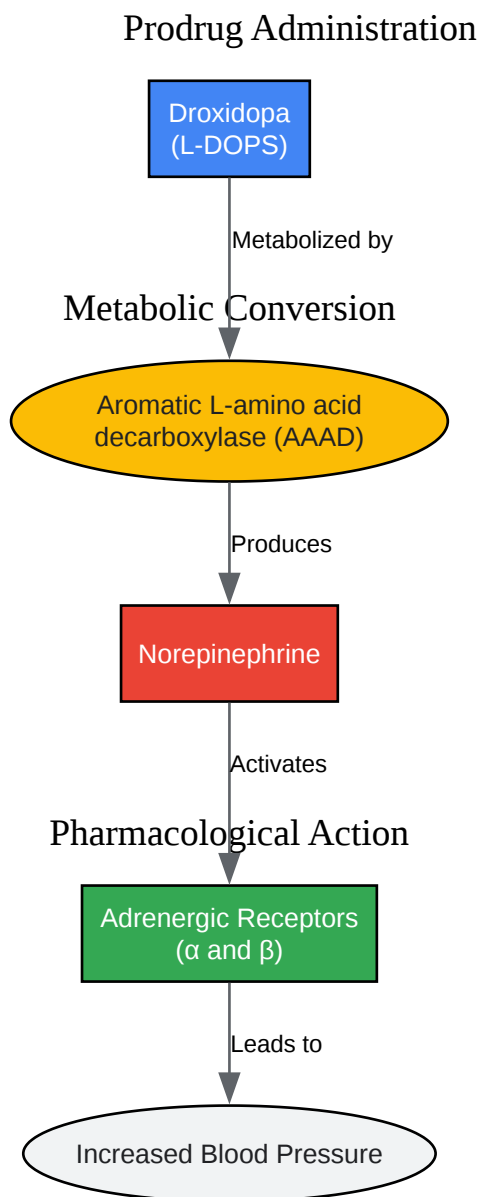 Prodrug Administration
Droxidopa
(L-DOPS)
Metabolized by
Metabolic Conversion
Aromatic L-amino acid
decarboxylase (AAAD)
Produces
Norepinephrine
Activates
Pharmacological Action
Adrenergic Receptors
(α and β)
Leads to
Increased Blood Pressure